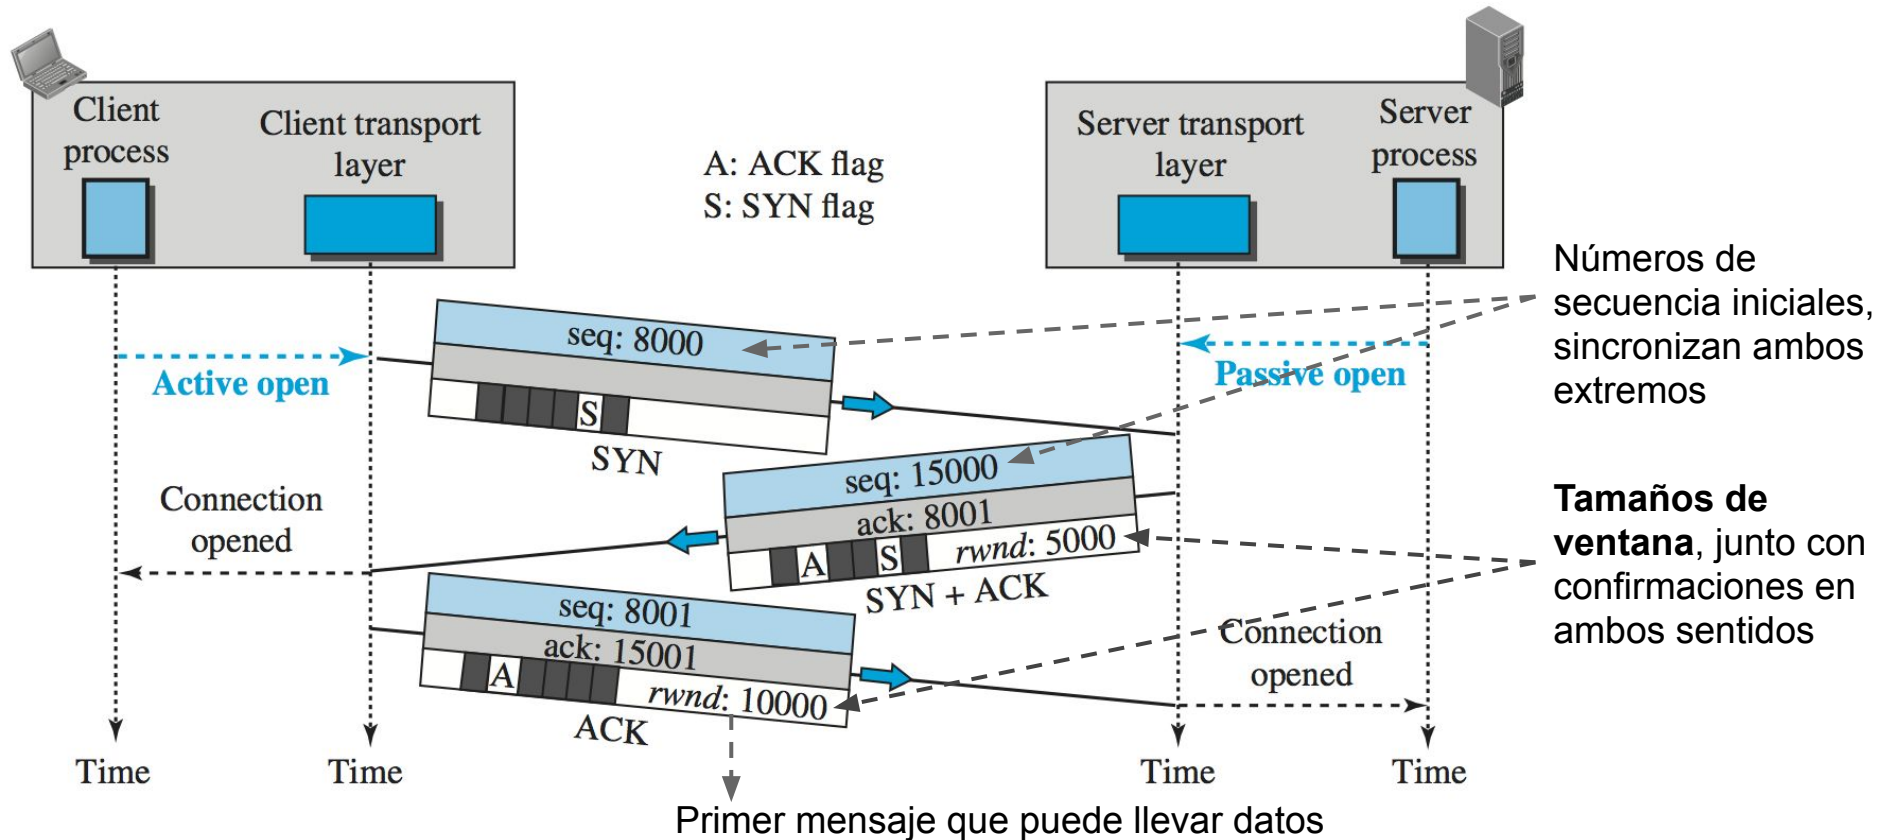 Client
process
Client transport
layer
A: ACK flag
S: SYN flag
Server transport
layer
Server
process
Números de
secuencia iniciales,
sincronizan ambos
extremos
seq: 8000
S
SYN
Active open
Passive open
seq: 15000
ack: 8001
A S rwnd: 5000
SYN + ACK
Connection
opened
Tamaños de
ventana, junto con
confirmaciones en
ambos sentidos
seq: 8001
ack: 15001
A rwnd: 10000
ACK
Connection
opened
Time
Time
Time
Time
Primer mensaje que puede llevar datos